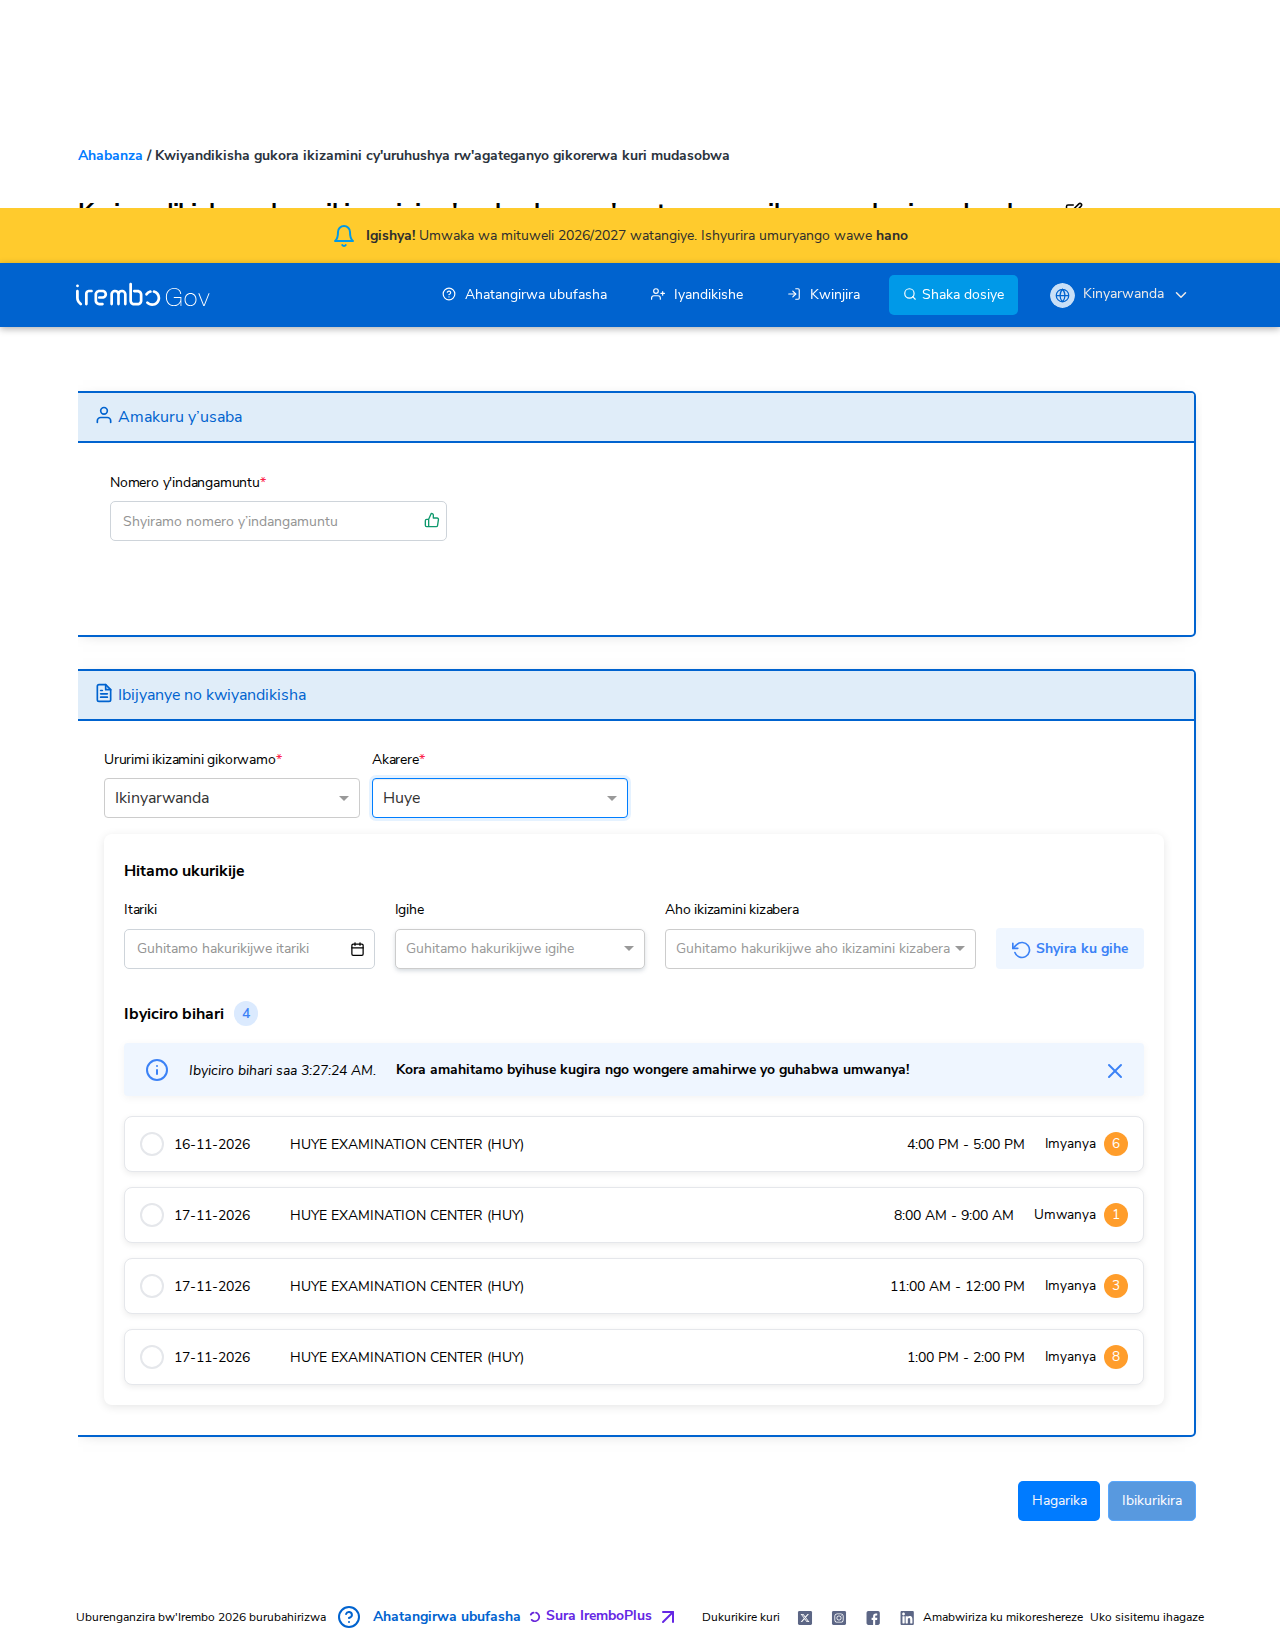 Ahabanza / Kwiyandikisha gukora ikizamini cy'uruhushya rw'agateganyo gikorerwa kuri mudasobwa
Igishya! Umwaka wa mituweli 2026/2027 watangiye. Ishyurira umuryango wawe hano
irembo Gov
Ahatangirwa ubufasha
Iyandikishe
Kwinjira
Shaka dosiye
Kinyarwanda
Amakuru y’usaba
Nomero y'indangamuntu*
Shyiramo nomero y’indangamuntu
Ibijyanye no kwiyandikisha
Ururimi ikizamini gikorwamo*
Akarere*
Ikinyarwanda
Huye
Hitamo ukurikije
Itariki
Igihe
Aho ikizamini kizabera
Guhitamo hakurikijwe itariki
Guhitamo hakurikijwe igihe
Guhitamo hakurikijwe aho ikizamini kizabera
Shyira ku gihe
Ibyiciro bihari 4
Ibyiciro bihari saa 3:27:24 AM. Kora amahitamo byihuse kugira ngo wongere amahirwe yo guhabwa umwanya!
16-11-2026 HUYE EXAMINATION CENTER (HUY) 4:00 PM - 5:00 PM Imyanya 6
17-11-2026 HUYE EXAMINATION CENTER (HUY) 8:00 AM - 9:00 AM Umwanya 1
17-11-2026 HUYE EXAMINATION CENTER (HUY) 11:00 AM - 12:00 PM Imyanya 3
17-11-2026 HUYE EXAMINATION CENTER (HUY) 1:00 PM - 2:00 PM Imyanya 8
Hagarika
Ibikurikira
Uburenganzira bw'Irembo 2026 burubahirizwa
Ahatangirwa ubufasha
Sura IremboPlus
Dukurikire kuri
Amabwiriza ku mikoreshereze
Uko sisitemu ihagaze